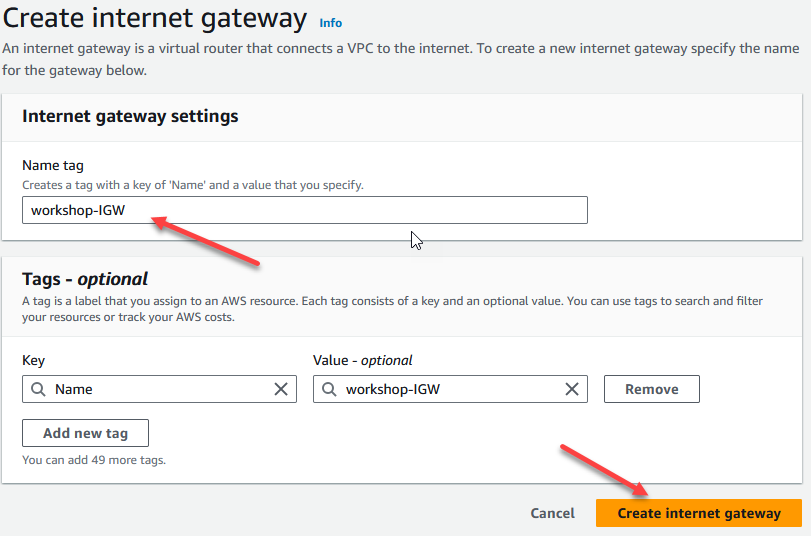 Create internet gateway Info
An internet gateway is a virtual router that connects a VPC to the internet. To create a new internet gateway specify the name
for the gateway below.
Internet gateway settings
Name tag
Creates a tag with a key of 'Name' and a value that you specify.
workshop-IGW
Tags - optional
A tag is a label that you assign to an AWS resource. Each tag consists of a key and an optional value. You can use tags to search and filter
your resources or track your AWS costs.
Key Value - optional
Name workshop-IGW Remove
Add new tag
You can add 49 more tags.
Cancel Create internet gateway